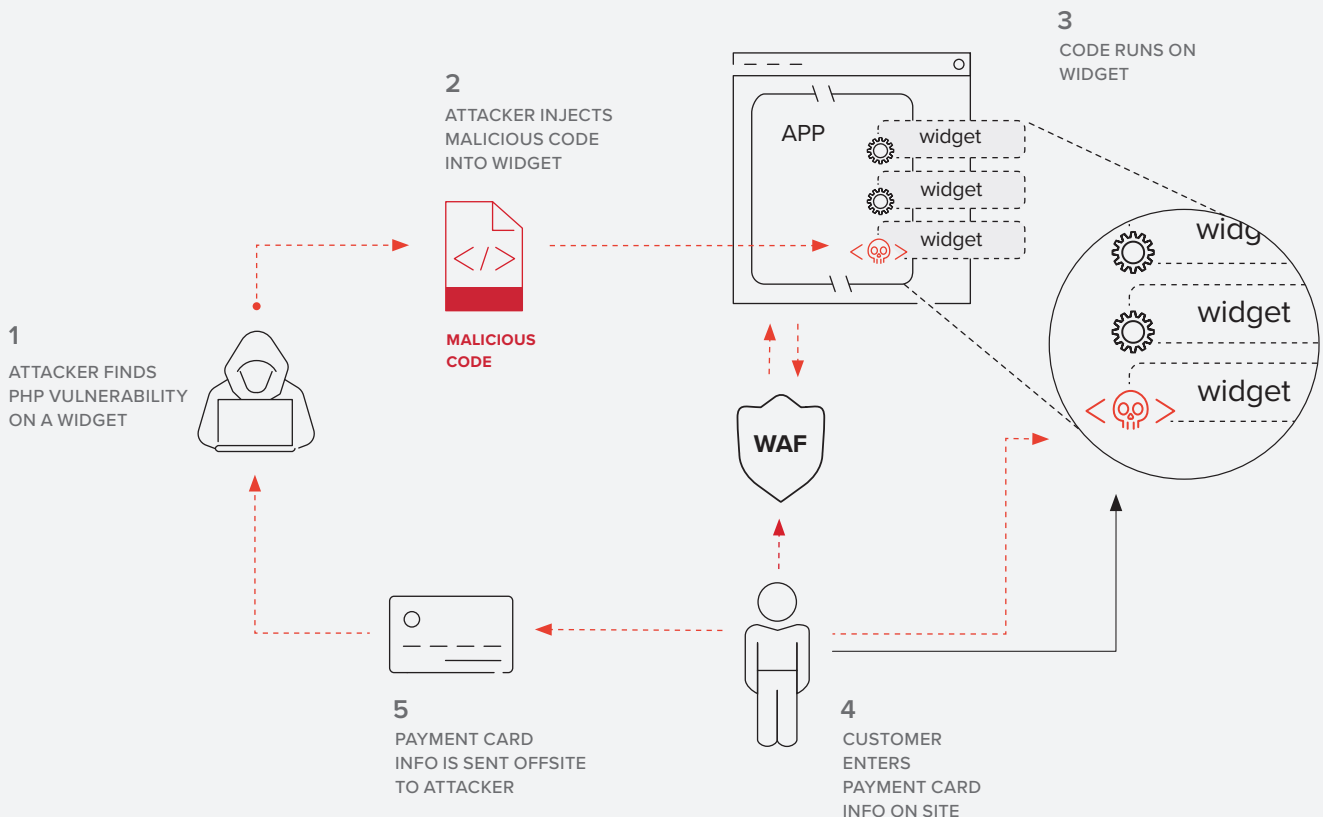 1
ATTACKER FINDS
PHP VULNERABILITY
ON A WIDGET
2
ATTACKER INJECTS
MALICIOUS CODE
INTO WIDGET
</>
MALICIOUS
CODE
APP
widget
widget
widget
3
CODE RUNS ON
WIDGET
widg
widget
widget
WAF
4
CUSTOMER
ENTERS
PAYMENT CARD
INFO ON SITE
5
PAYMENT CARD
INFO IS SENT OFFSITE
TO ATTACKER